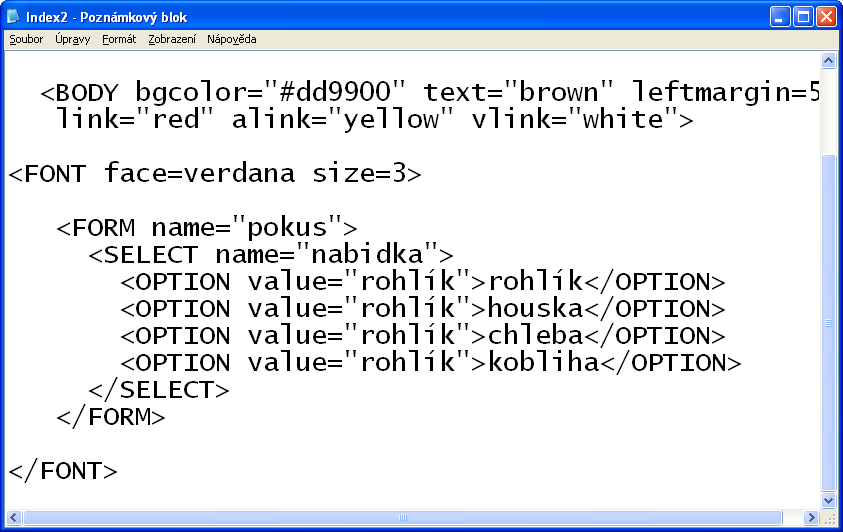 Index2 - Poznámkový blok
Soubor Úpravy Formát Zobrazení Nápověda
<BODY bgcolor="#dd9900" text="brown" leftmargin=5
link="red" alink="yellow" vlink="white">
<FONT face=verdana size=3>
<FORM name="pokus">
<SELECT name="nabidka">
<OPTION value="rohlík">rohlík</OPTION>
<OPTION value="rohlík">houska</OPTION>
<OPTION value="rohlík">chleba</OPTION>
<OPTION value="rohlík">kobliha</OPTION>
</SELECT>
</FORM>
</FONT>